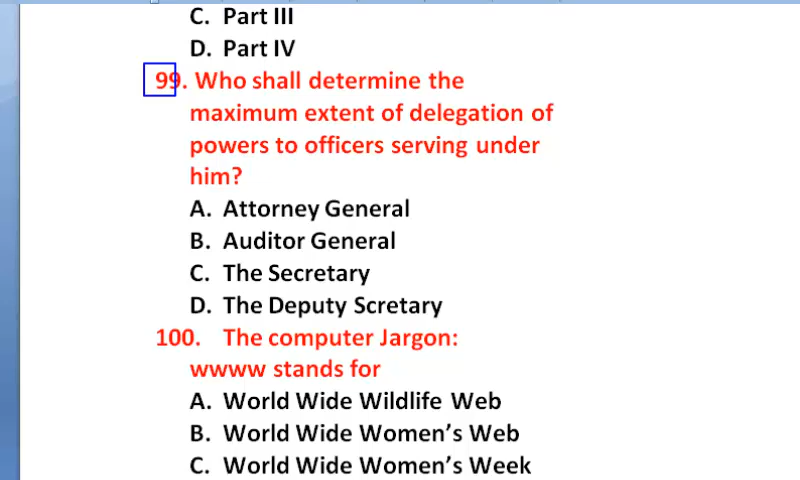 C. Part III
D. Part IV
99. Who shall determine the
maximum extent of delegation of
powers to officers serving under
him?
A. Attorney General
B. Auditor General
C. The Secretary
D. The Deputy Scretary
100. The computer Jargon:
wwww stands for
A. World Wide Wildlife Web
B. World Wide Women's Web
C. World Wide Women's Week